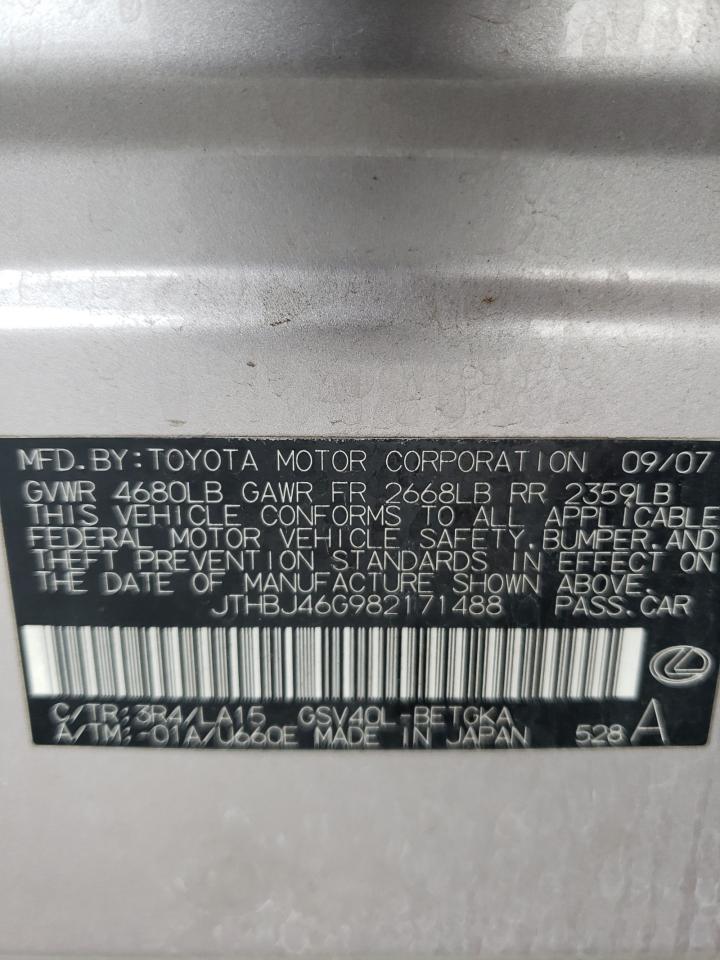 MFD.BY:TOYOTA MOTOR CORPORATION 09/07
GVWR 4680LB GAWR FR 2668LB RR 2359LB
THIS VEHICLE CONFORMS TO ALL APPLICABLE
FEDERAL MOTOR VEHICLE SAFETY,BUMPER,AND
THEFT PREVENTION STANDARDS IN EFFECT ON
THE DATE OF MANUFACTURE SHOWN ABOVE.
JTHBJ46G982171488 PASS.CAR
C/TR:3R4/LA15 GSV40L-BETGKA
A/TM:-01A/U660E MADE IN JAPAN 528 A